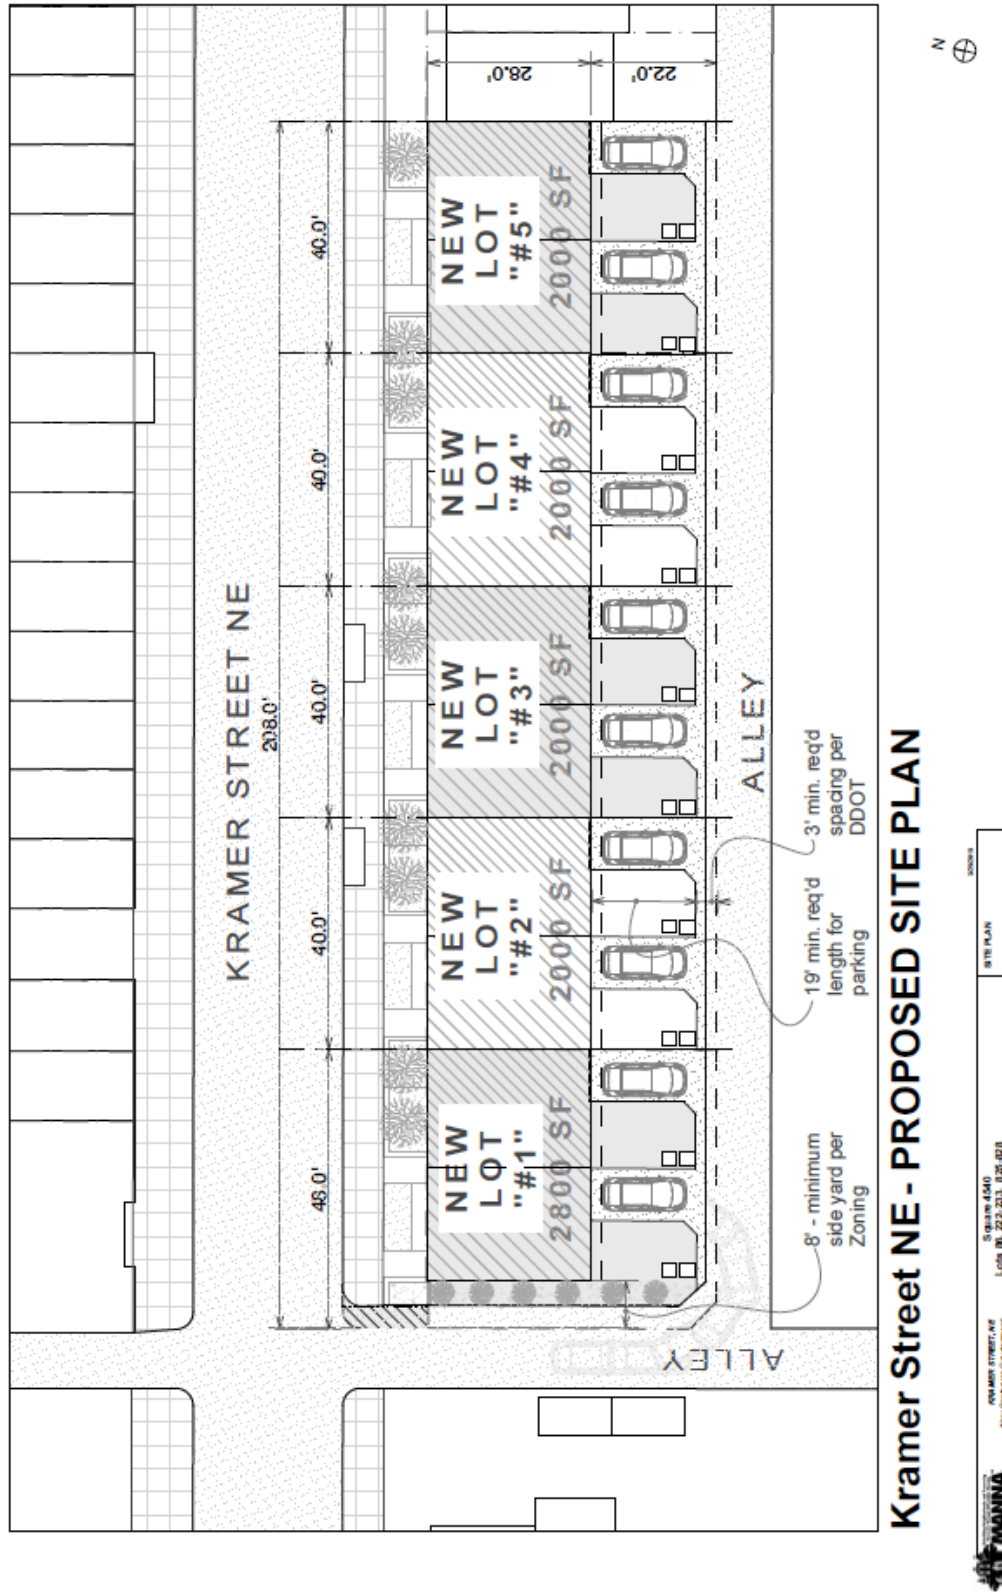 KRAMER STREET NE
208.0'
48.0'
40.0'
40.0'
40.0'
40.0'
28.0'
22.0'
NEW
LOT
"#1"
2800 SF
NEW
LOT
"#2"
2000 SF
NEW
LOT
"#3"
2000 SF
NEW
LOT
"#4"
2000 SF
NEW
LOT
"#5"
2000 SF
ALLEY
ALLEY
8' - minimum
side yard per
Zoning
19' min. req'd
length for
parking
3' min. req'd
spacing per
DDOT
Kramer Street NE - PROPOSED SITE PLAN
N
MANNA
KRAMER STREET, NE
Square 4540
SITE PLAN